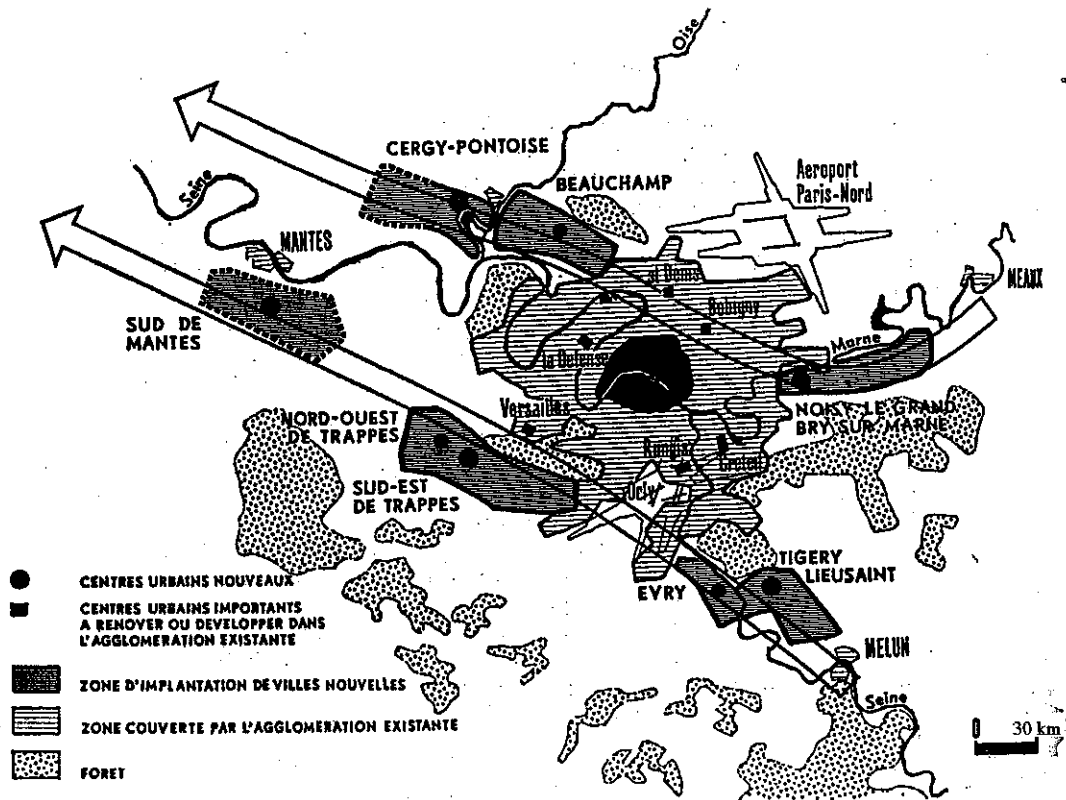 Oise
CERGY-PONTOISE
BEAUCHAMP
Aeroport
Paris-Nord
Seine
MANTES
St Denis
Bobigny
MEAUX
SUD DE
MANTES
la Defense
Marne
NOISY-LE GRAND
BRY SUR MARNE
Versailles
NORD-OUEST
DE TRAPPES
Rungis
Creteil
SUD-EST
DE TRAPPES
Orly
TIGERY
LIEUSAINT
EVRY
MELUN
Seine
CENTRES URBAINS NOUVEAUX
CENTRES URBAINS IMPORTANTS
A RENOVER OU DEVELOPPER DANS
L'AGGLOMERATION EXISTANTE
ZONE D'IMPLANTATION DE VILLES NOUVELLES
ZONE COUVERTE PAR L'AGGLOMERATION EXISTANTE
FORET
0 30 km